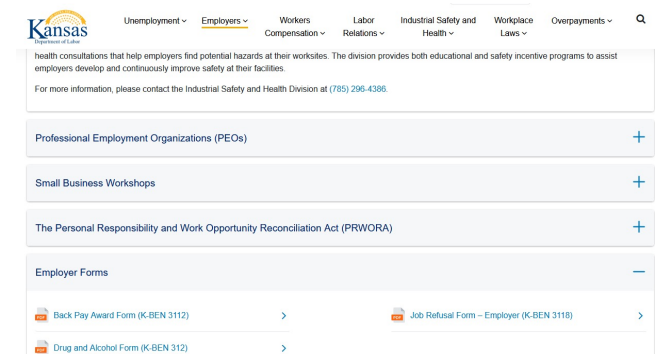 Kansas
Department of Labor
Unemployment
Employers
Workers
Compensation
Labor
Relations
Industrial Safety and
Health
Workplace
Laws
Overpayments
health consultations that help employers find potential hazards at their worksites. The division provides both educational and safety incentive programs to assist
employers develop and continuously improve safety at their facilities.
For more information, please contact the Industrial Safety and Health Division at (785) 296-4386.
Professional Employment Organizations (PEOs)
Small Business Workshops
The Personal Responsibility and Work Opportunity Reconciliation Act (PRWORA)
Employer Forms
PDF Back Pay Award Form (K-BEN 3112)
PDF Job Refusal Form – Employer (K-BEN 3118)
PDF Drug and Alcohol Form (K-BEN 312)